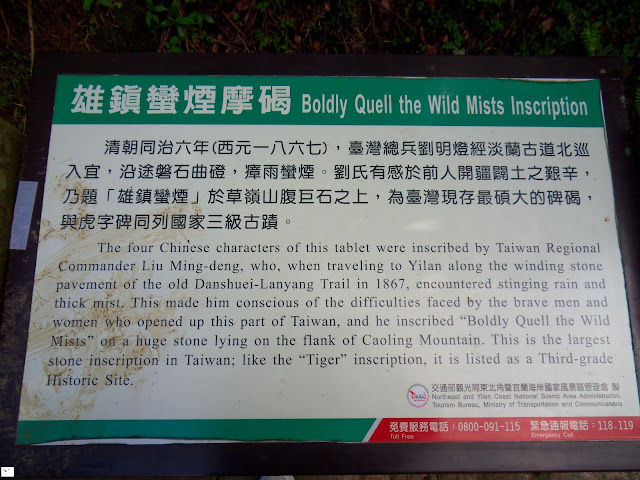 雄鎮蠻煙摩碣 Boldly Quell the Wild Mists Inscription
清朝同治六年(西元一八六七)，臺灣總兵劉明燈經淡蘭古道北巡
入宜，沿途磐石曲磴，瘴雨蠻煙。劉氏有感於前人開疆闢土之艱辛，
乃題「雄鎮蠻煙」於草嶺山腹巨石之上，為臺灣現存最碩大的碑碣，
與虎字碑同列國家三級古蹟。
The four Chinese characters of this tablet were inscribed by Taiwan Regional
Commander Liu Ming-deng, who, when traveling to Yilan along the winding stone
pavement of the old Danshuei-Lanyang Trail in 1867, encountered stinging rain and
thick mist. This made him conscious of the difficulties faced by the brave men and
women who opened up this part of Taiwan, and he inscribed “Boldly Quell the Wild
Mists” on a huge stone lying on the flank of Caoling Mountain. This is the largest
stone inscription in Taiwan; like the “Tiger” inscription, it is listed as a Third-grade
Historic Site.
交通部觀光局東北角暨宜蘭海岸國家風景區管理處 製
Northeast and Yilan Coast National Scenic Area Administration,
Tourism Bureau, Ministry of Transportation and Communications
免費服務電話：0800-091-115 緊急通報電話：118.119
Toll Free Emergency Call